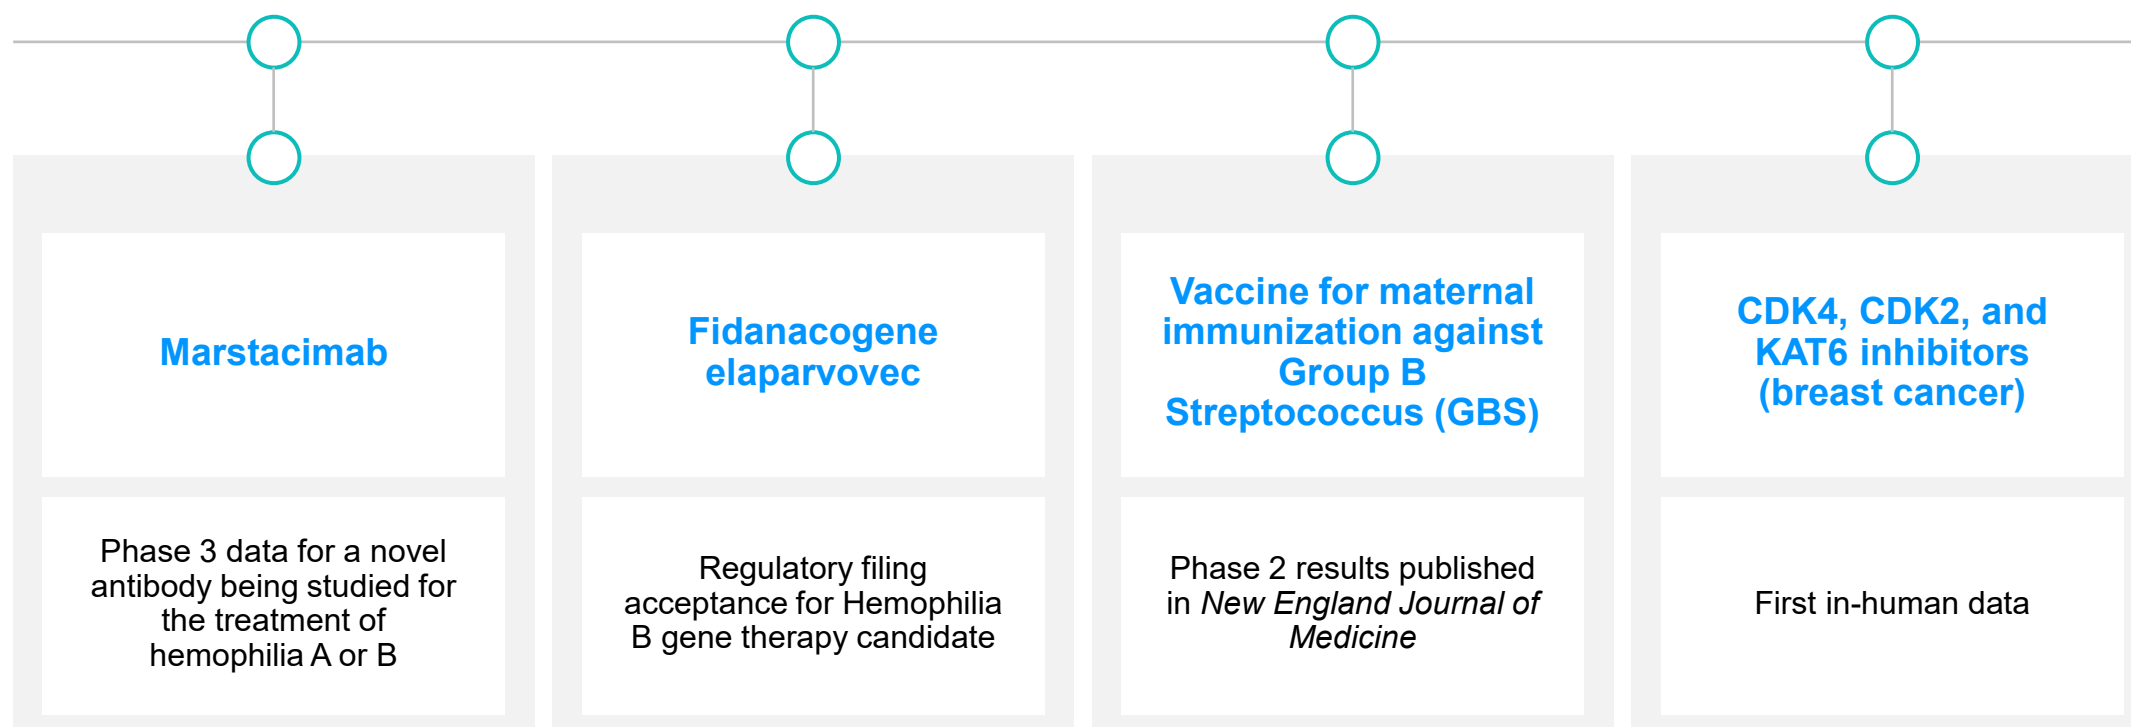 Marstacimab
Phase 3 data for a novel
antibody being studied for
the treatment of
hemophilia A or B
Fidanacogene
elaparvovec
Regulatory filing
acceptance for Hemophilia
B gene therapy candidate
Vaccine for maternal
immunization against
Group B
Streptococcus (GBS)
Phase 2 results published
in New England Journal of
Medicine
CDK4, CDK2, and
KAT6 inhibitors
(breast cancer)
First in-human data